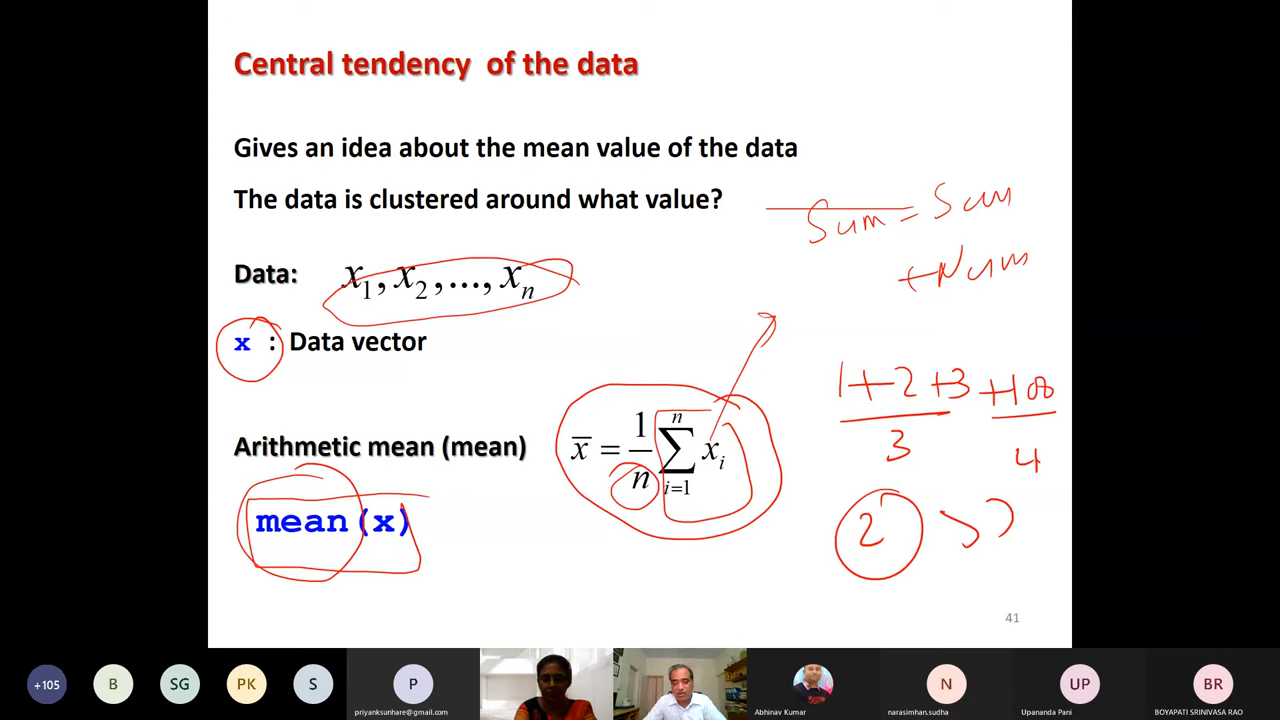 Central tendency of the data
Gives an idea about the mean value of the data
The data is clustered around what value?
Sum = Sum
+ Num
Data: x1, x2, ..., xn
x : Data vector
1+2+3 +100
3 4
Arithmetic mean (mean) x̄ = 1/n ∑ i=1 n xi
mean(x)
2
41
+105 B SG PK S P N UP BR
priyanksunhare@gmail.com Abhinav Kumar narasimhan.sudha Upananda Pani BOYAPATI SRINIVASA RAO